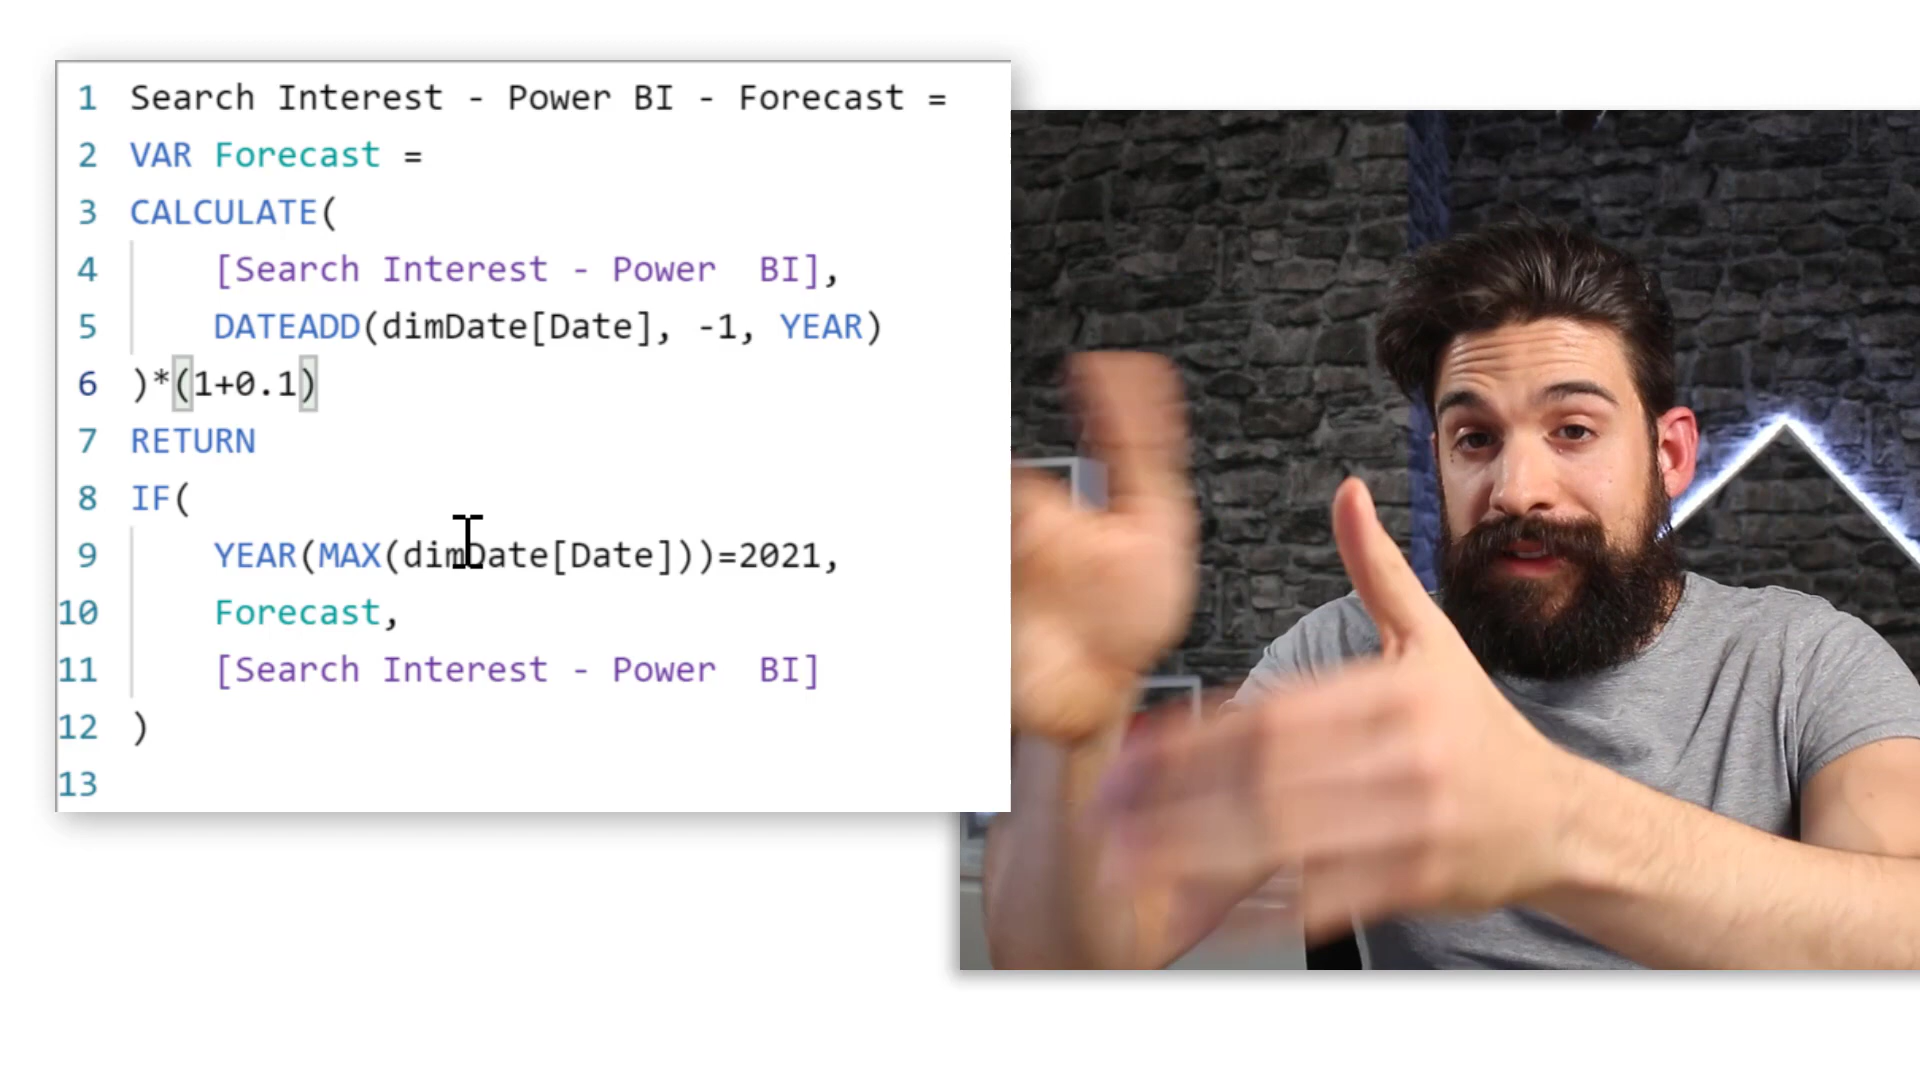 1 Search Interest - Power BI - Forecast =
2 VAR Forecast =
3 CALCULATE(
4 [Search Interest - Power  BI],
5 DATEADD(dimDate[Date], -1, YEAR)
6 )*(1+0.1)
7 RETURN
8 IF(
9 YEAR(MAX(dimDate[Date]))=2021,
10 Forecast,
11 [Search Interest - Power  BI]
12 )
13